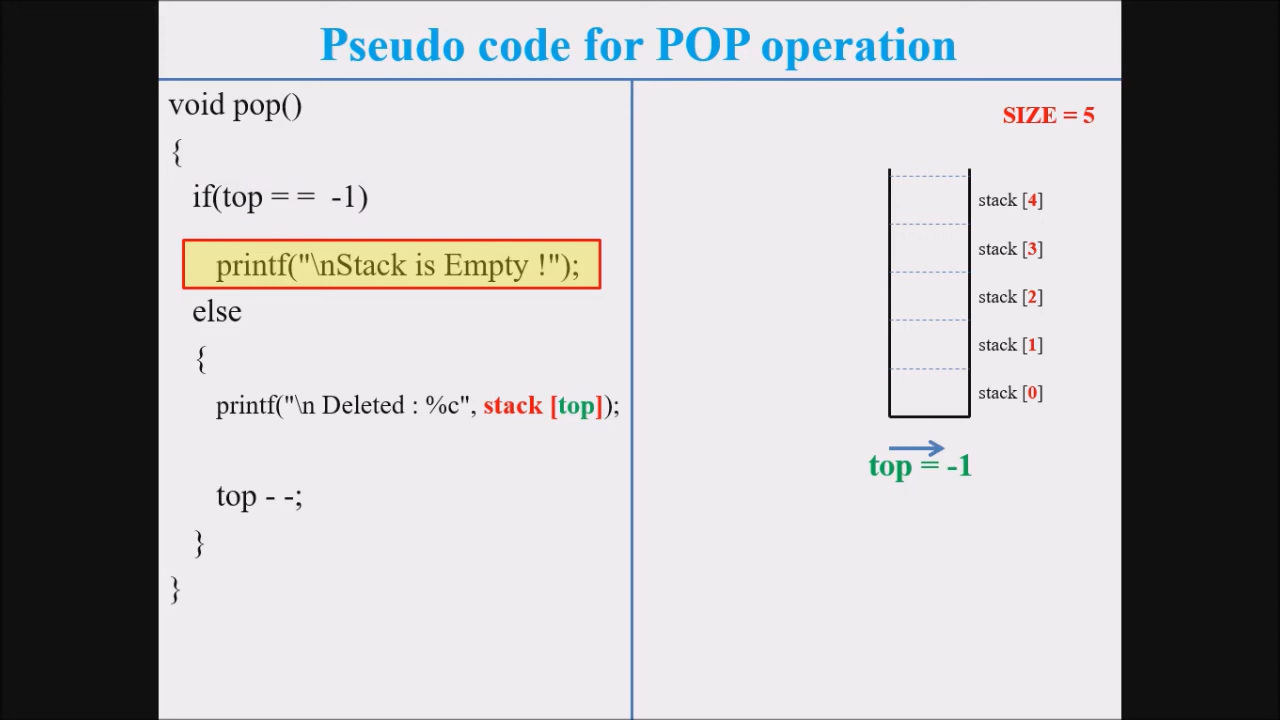 Pseudo code for POP operation
void pop()
{
if(top = = -1)
printf("\nStack is Empty !");
else
{
printf("\n Deleted : %c", stack [top]);
top - -;
}
}
SIZE = 5
stack [4]
stack [3]
stack [2]
stack [1]
stack [0]
top = -1